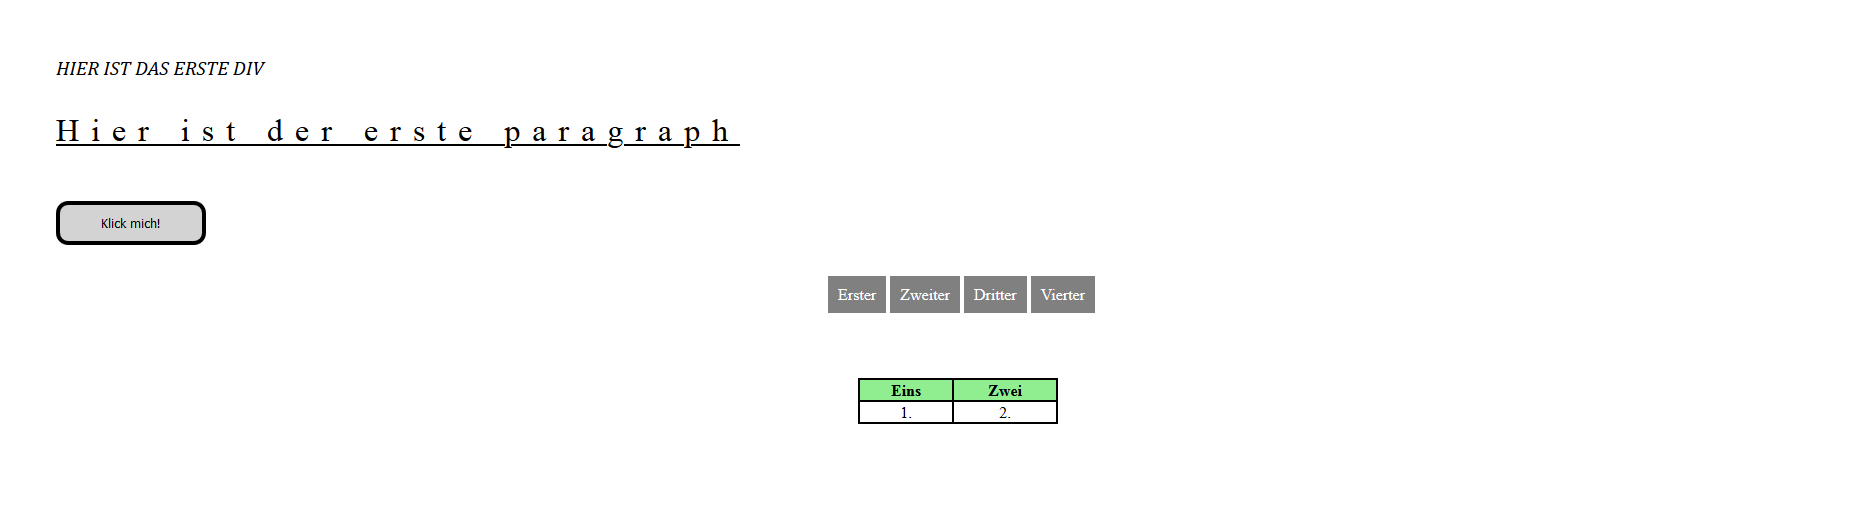 HIER IST DAS ERSTE DIV
Hier ist der erste paragraph
Klick mich!
Erster Zweiter Dritter Vierter
Eins Zwei
1. 2.